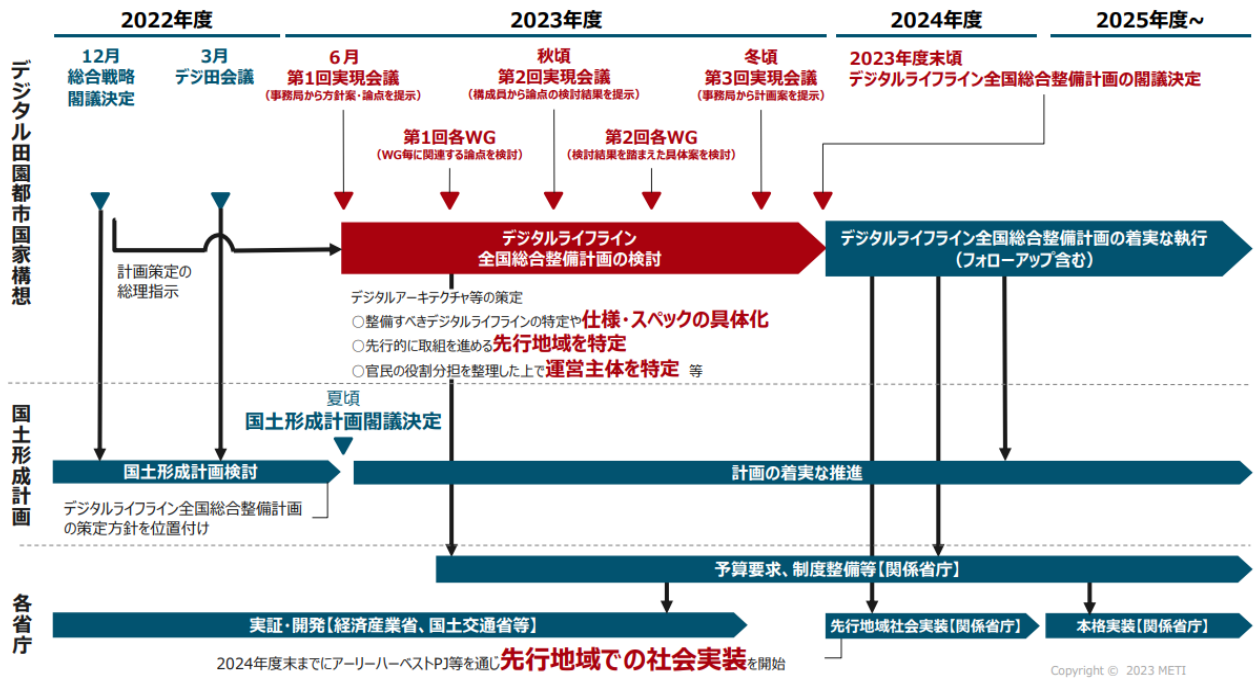 2022年度
2023年度
2024年度
2025年度~
デジタル田園都市国家構想
12月
総合戦略
閣議決定
3月
デジ田会議
6月
第1回実現会議
(事務局から方針案・論点を提示)
秋頃
第2回実現会議
(構成員から論点の検討結果を提示)
冬頃
第3回実現会議
(事務局から計画案を提示)
2023年度末頃
デジタルライフライン全国総合整備計画の閣議決定
第1回各WG
(WG毎に関連する論点を検討)
第2回各WG
(検討結果を踏まえた具体案を検討)
計画策定の
総理指示
デジタルライフライン
全国総合整備計画の検討
デジタルライフライン全国総合整備計画の着実な執行
(フォローアップ含む)
デジタルアーキテクチャ等の策定
○整備すべきデジタルライフラインの特定や仕様・スペックの具体化
○先行的に取組を進める先行地域を特定
○官民の役割分担を整理した上で運営主体を特定 等
国土形成計画
夏頃
国土形成計画閣議決定
国土形成計画検討
計画の着実な推進
デジタルライフライン全国総合整備計画
の策定方針を位置付け
各省庁
予算要求、制度整備等【関係省庁】
実証・開発【経済産業省、国土交通省等】
先行地域社会実装【関係省庁】
本格実装【関係省庁】
2024年度末までにアーリーハーベストPJ等を通じ先行地域での社会実装を開始
Copyright © 2023 METI